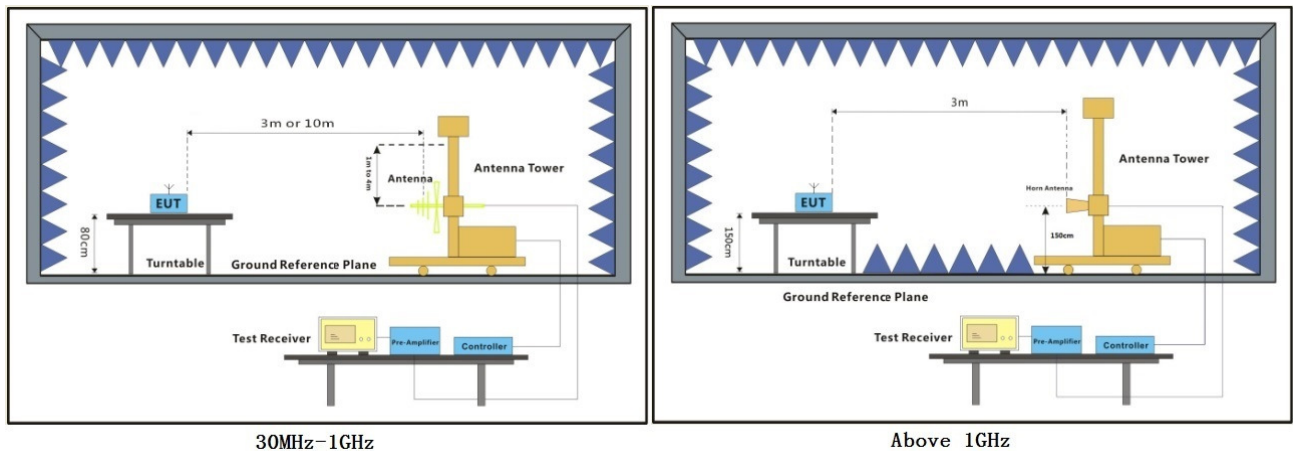 3m or 10m
1m to 4m
Antenna
Antenna Tower
EUT
80cm
Turntable
Ground Reference Plane
Test Receiver
Pre-Amplifier
Controller
30MHz-1GHz
3m
Antenna Tower
Horn Antenna
EUT
150cm
150cm
Turntable
Ground Reference Plane
Test Receiver
Pre-Amplifier
Controller
Above 1GHz